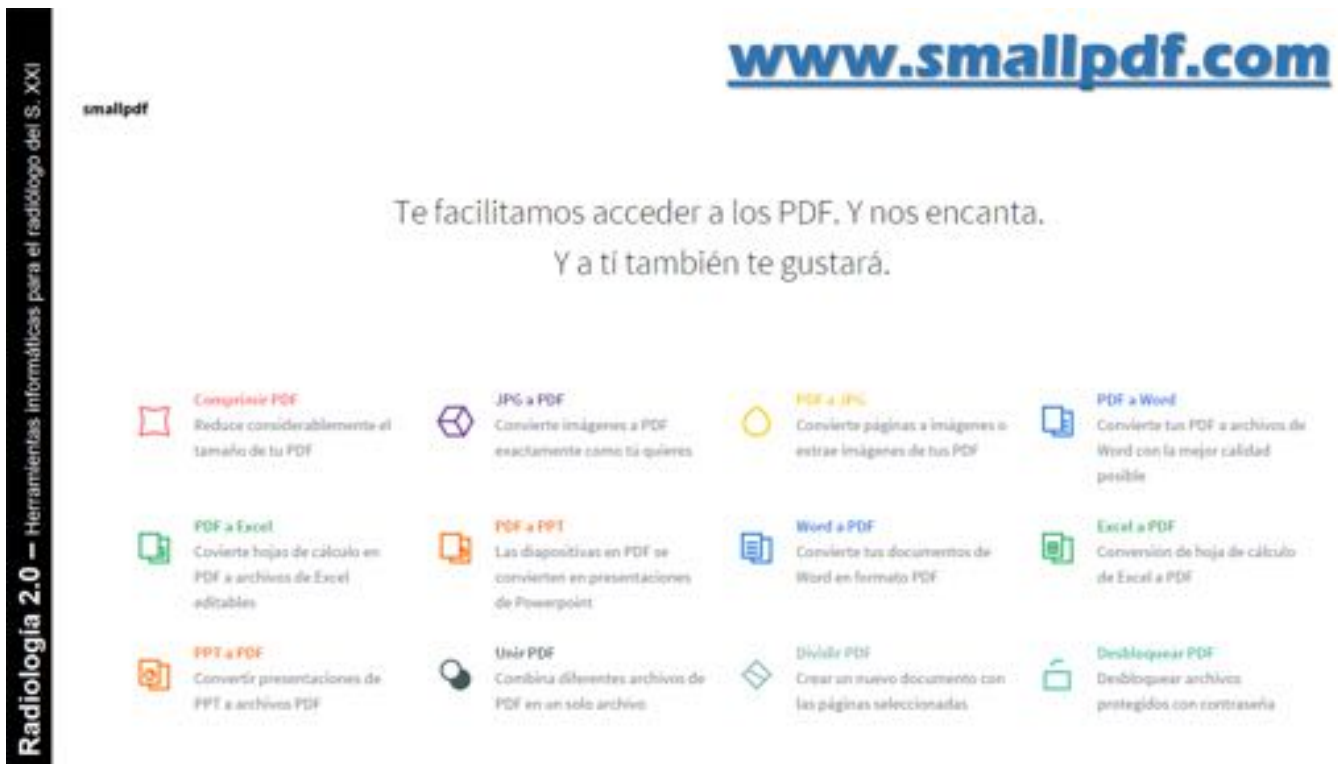 www.smallpdf.com
Radiología 2.0 – Herramientas informáticas para el radiólogo del S. XXI
smallpdf
Te facilitamos acceder a los PDF. Y nos encanta.
Y a tí también te gustará.
Comprimir PDF
Reduce considerablemente el
tamaño de tu PDF
JPG a PDF
Convierte imágenes a PDF
exactamente como tú quieres
PDF a JPG
Convierte páginas a imágenes o
extrae imágenes de tus PDF
PDF a Word
Convierte tus PDF a archivos de
Word con la mejor calidad
posible
PDF a Excel
Covierte hojas de cálculo en
PDF a archivos de Excel
editables
PDF a PPT
Las diapositivas en PDF se
convierten en presentaciones
de Powerpoint
Word a PDF
Convierte tus documentos de
Word en formato PDF
Excel a PDF
Conversión de hoja de cálculo
de Excel a PDF
PPT a PDF
Convertir presentaciones de
PPT a archivos PDF
Unir PDF
Combina diferentes archivos de
PDF en un solo archivo
Dividir PDF
Crear un nuevo documento con
las páginas seleccionadas
Desbloquear PDF
Desbloquear archivos
protegidos con contraseña